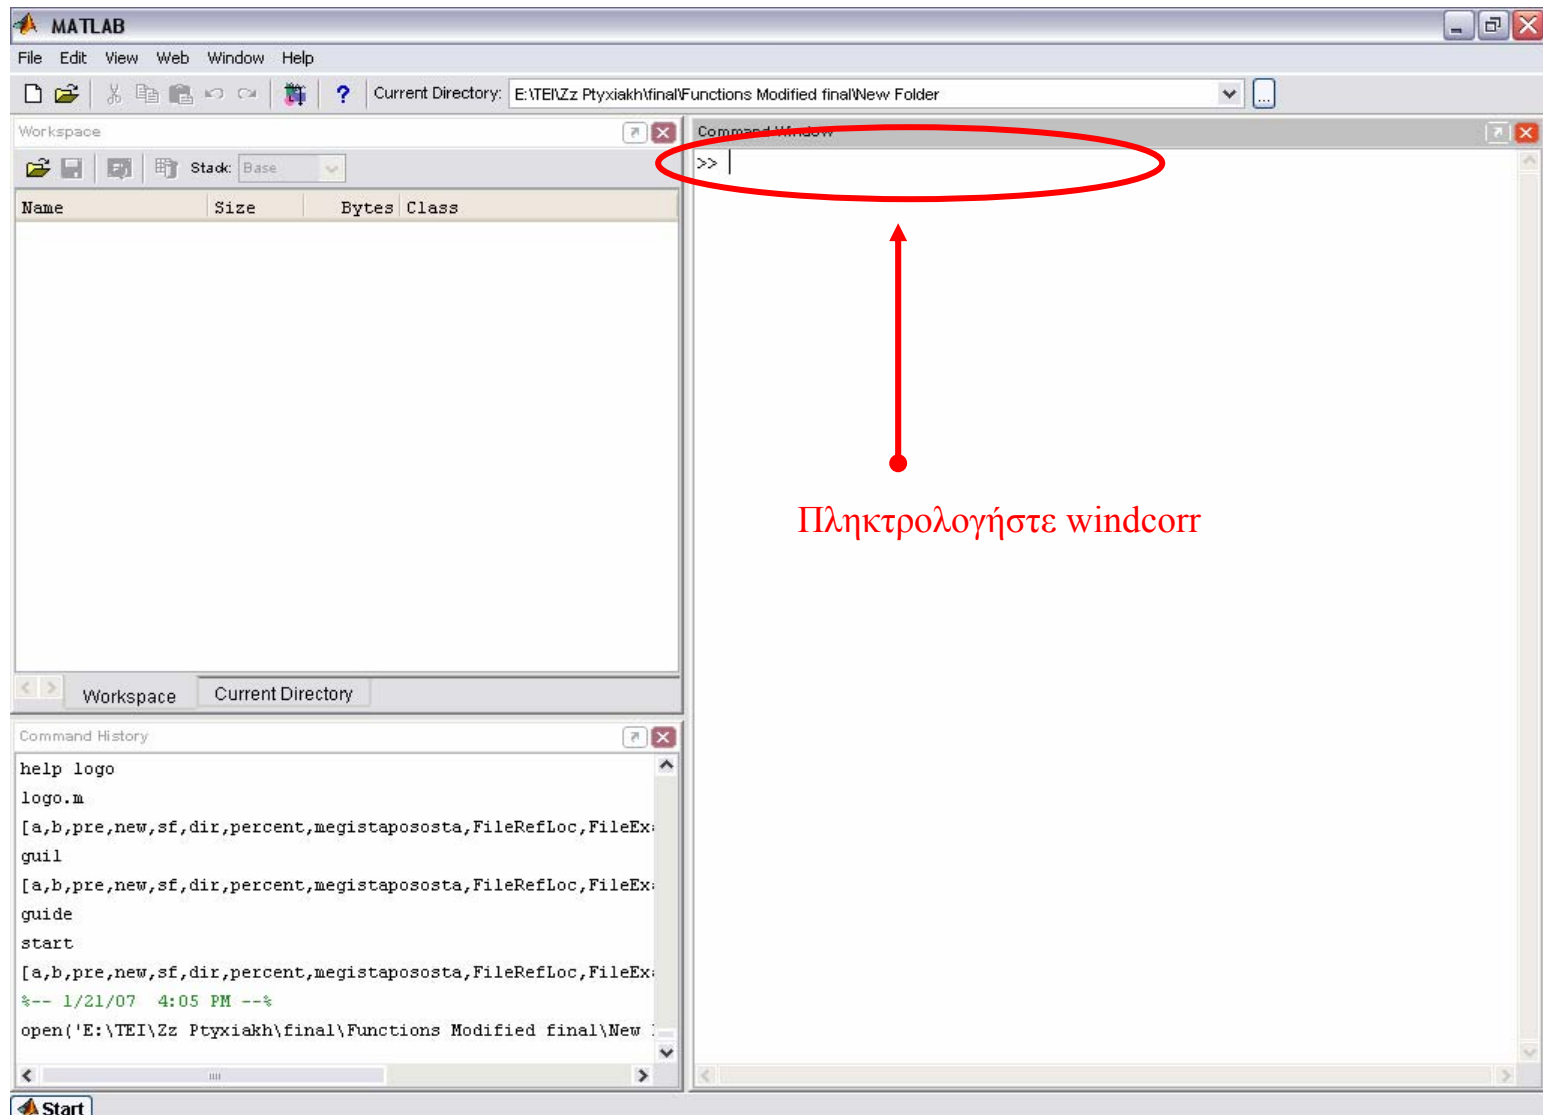 MATLAB
File Edit View Web Window Help
? Current Directory: E:\TEI\Zz Ptyxiakh\final\Functions Modified final\New Folder ...
Workspace
Stack: Base
Name Size Bytes Class
Workspace Current Directory
Command History
help logo
logo.m
[a,b,pre,new,sf,dir,percent,megistapososta,FileRefLoc,FileEx
guil
[a,b,pre,new,sf,dir,percent,megistapososta,FileRefLoc,FileEx
guide
start
[a,b,pre,new,sf,dir,percent,megistapososta,FileRefLoc,FileEx
%-- 1/21/07 4:05 PM --%
open('E:\TEI\Zz Ptyxiakh\final\Functions Modified final\New
Command Window
>>
Πληκτρολογήστε windcorr
Start